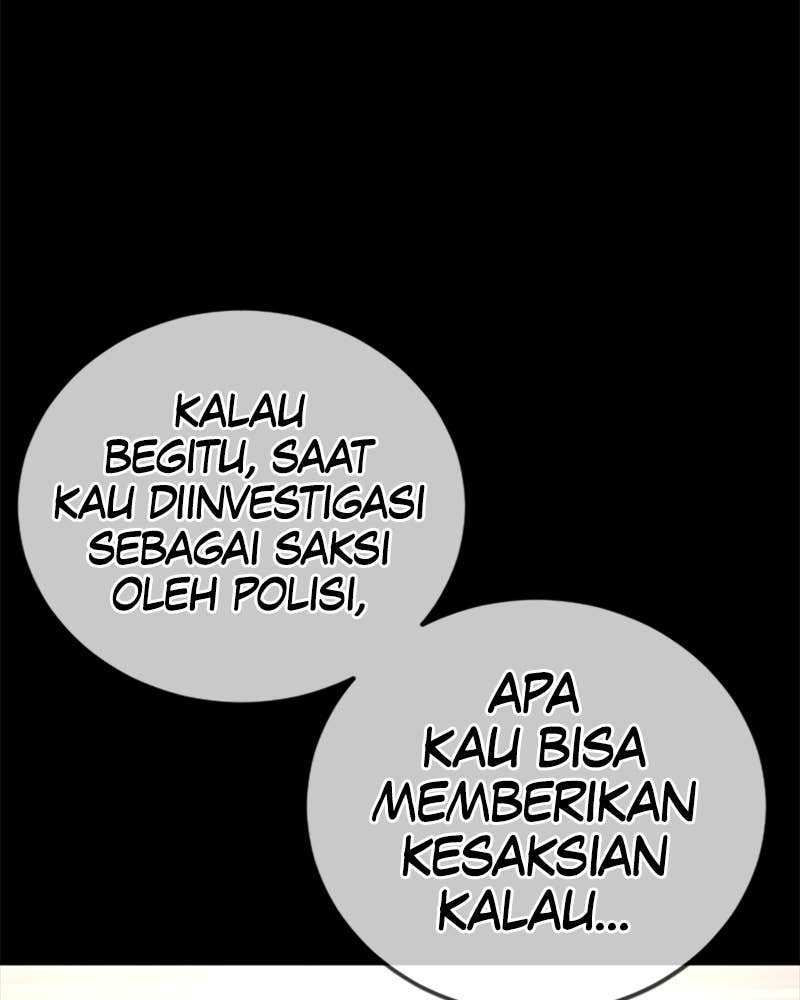 KALAU
BEGITU, SAAT
KAU DIINVESTIGASI
SEBAGAI SAKSI
OLEH POLISI,
APA
KAU BISA
MEMBERIKAN
KESAKSIAN
KALAU...